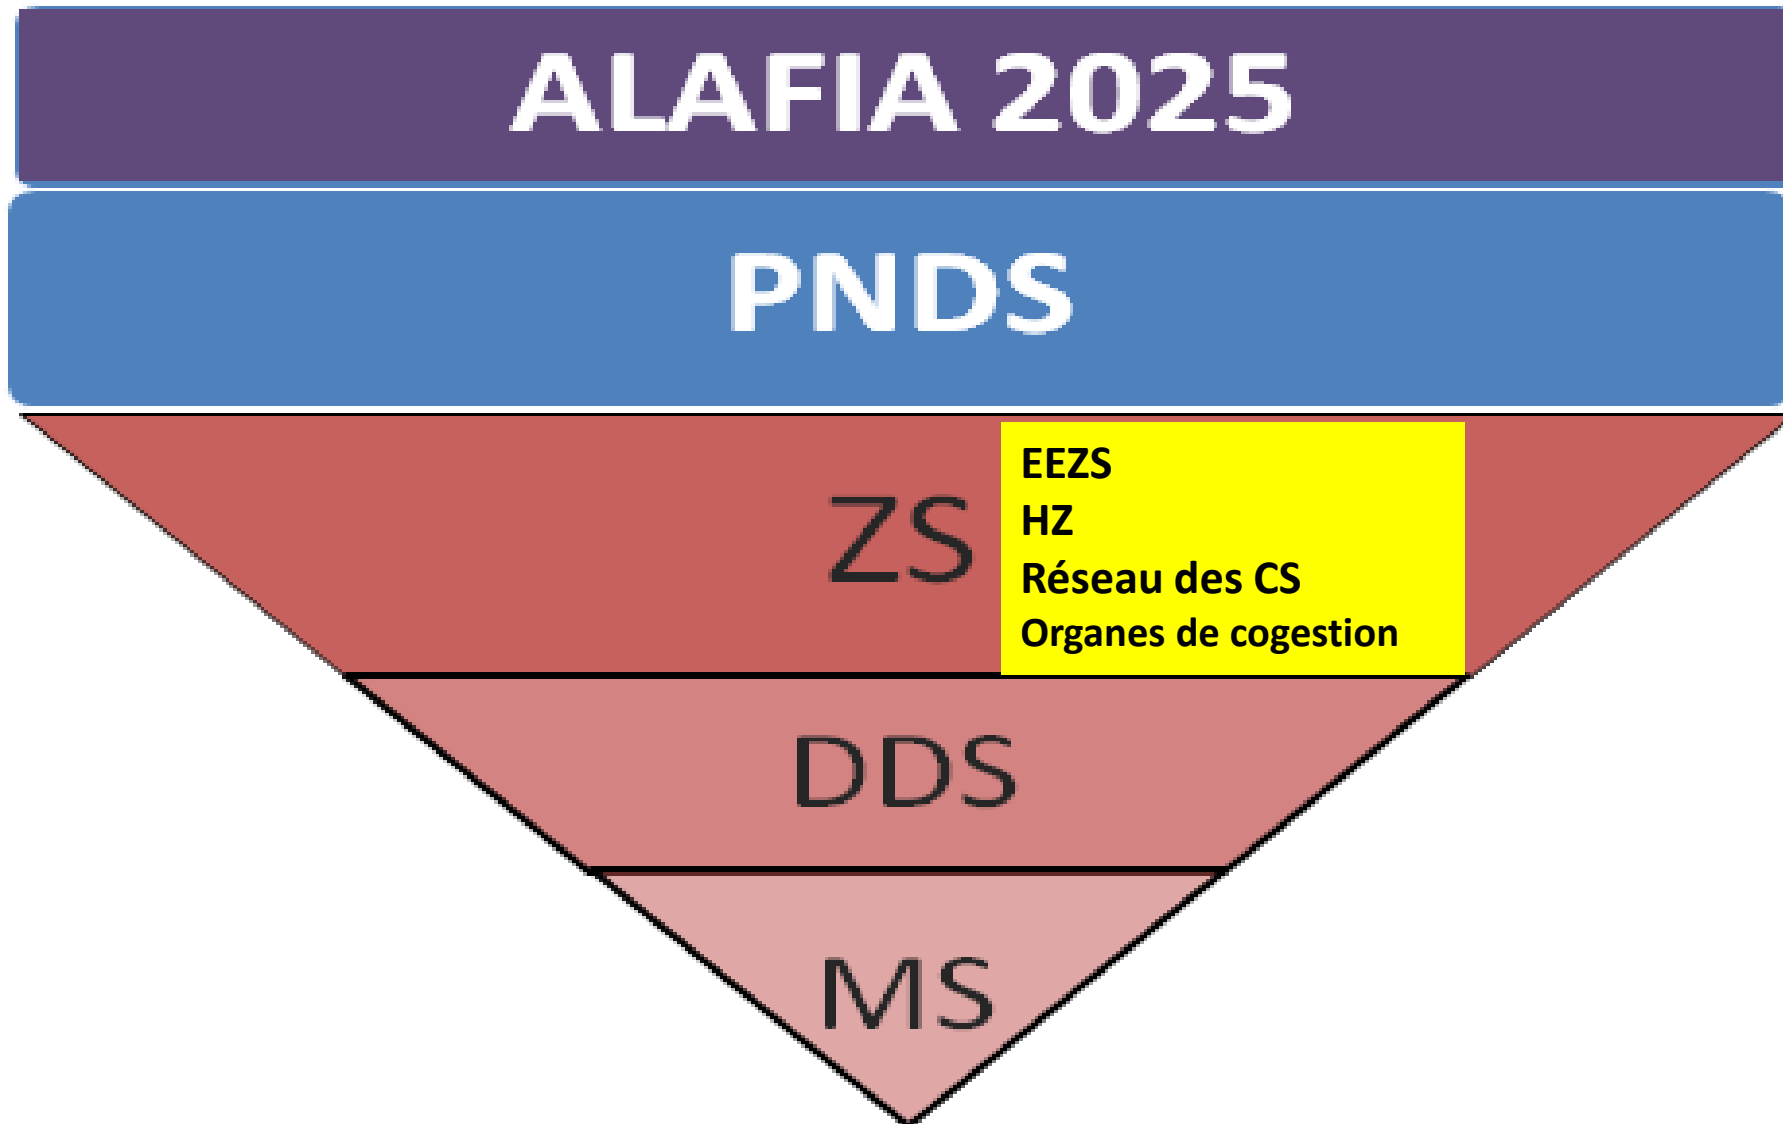 ALAFIA 2025
PNDS
ZS
EEZS
HZ
Réseau des CS
Organes de cogestion
DDS
MS